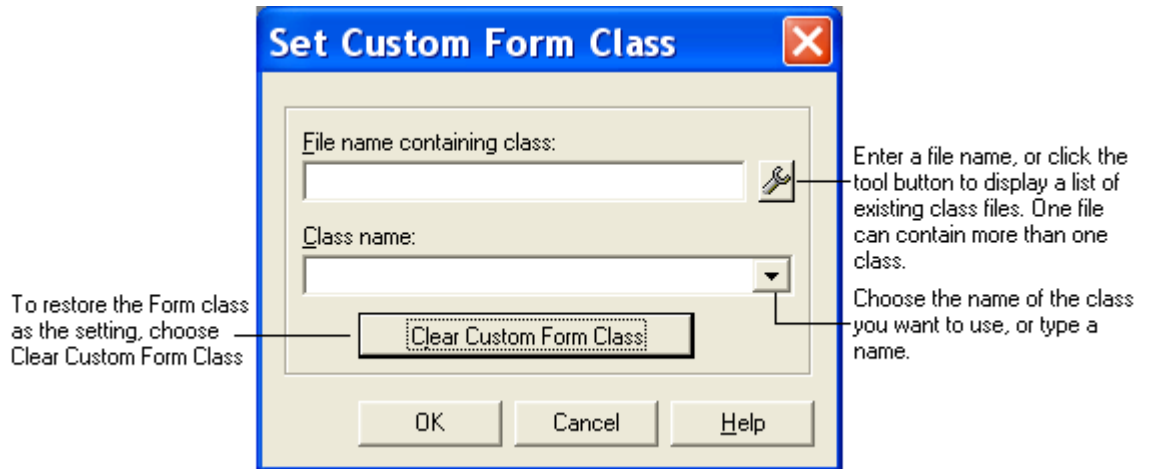 Set Custom Form Class
File name containing class:
Enter a file name, or click the
tool button to display a list of
existing class files. One file
can contain more than one
class.
Class name:
To restore the Form class
as the setting, choose
Clear Custom Form Class
Choose the name of the class
you want to use, or type a
name.
Clear Custom Form Class
OK
Cancel
Help